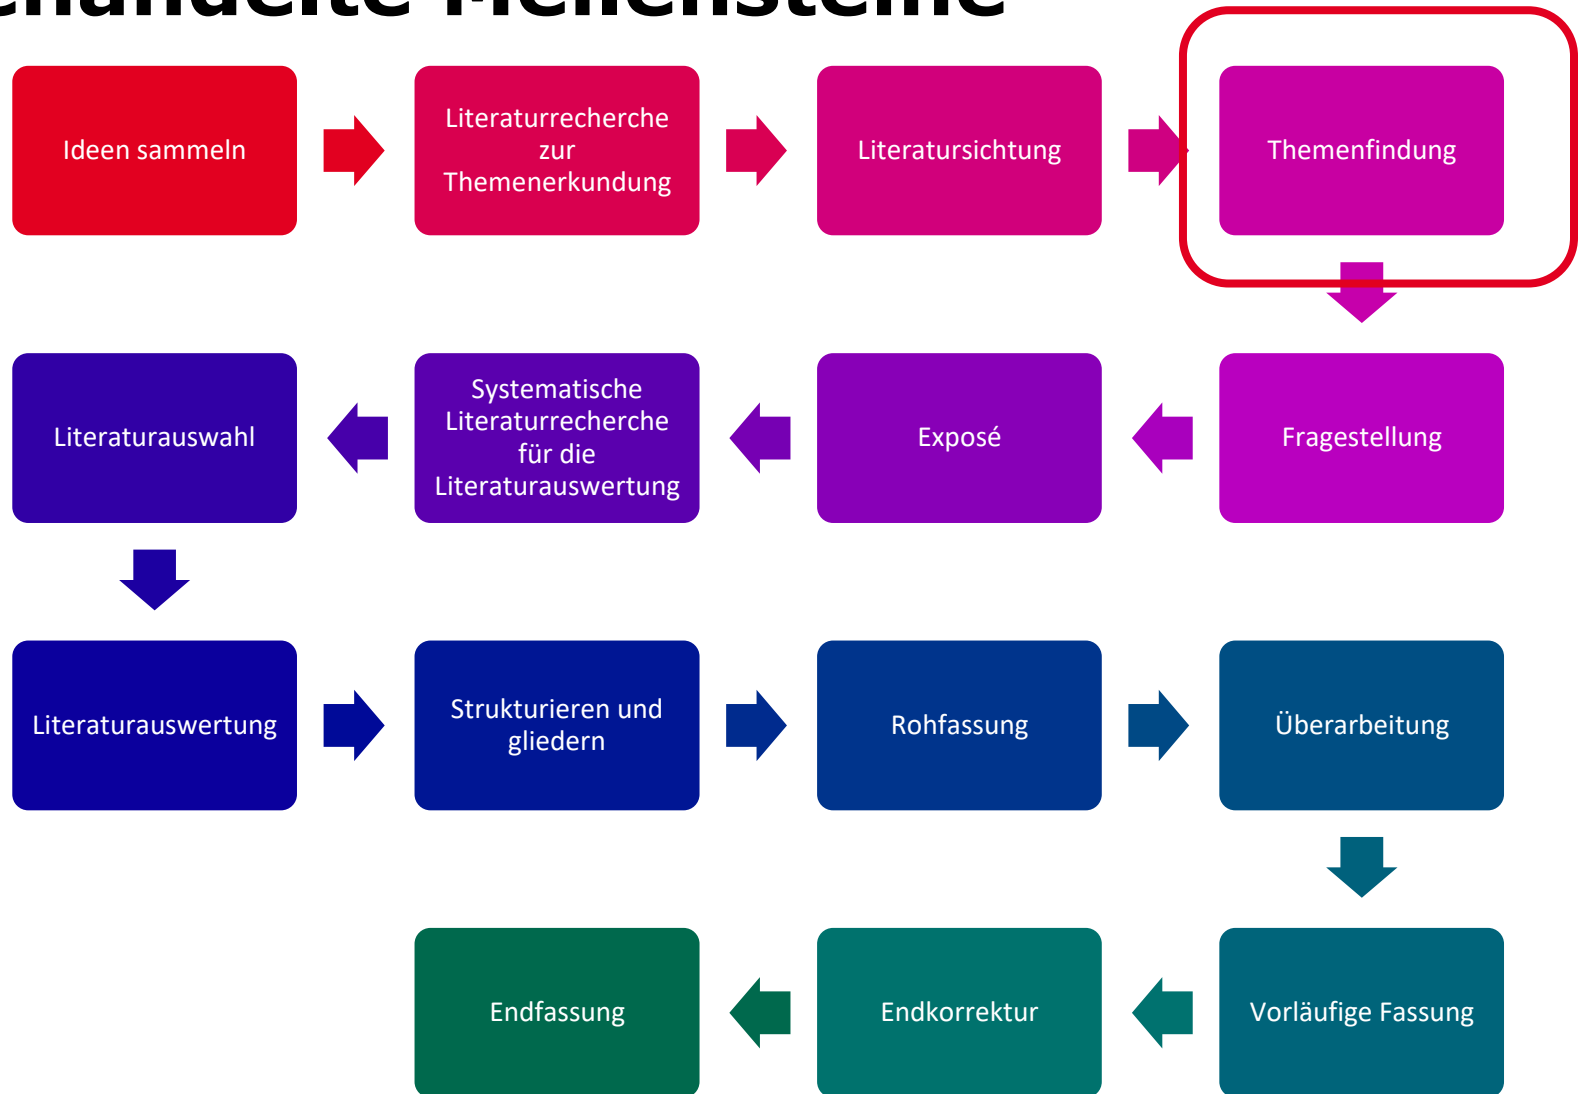 Meilensteine
Ideen sammeln
Literaturrecherche
zur
Themenerkundung
Literatursichtung
Themenfindung
Fragestellung
Exposé
Systematische
Literaturrecherche
für die
Literaturauswertung
Literaturauswahl
Literaturauswertung
Strukturieren und
gliedern
Rohfassung
Überarbeitung
Vorläufige Fassung
Endkorrektur
Endfassung